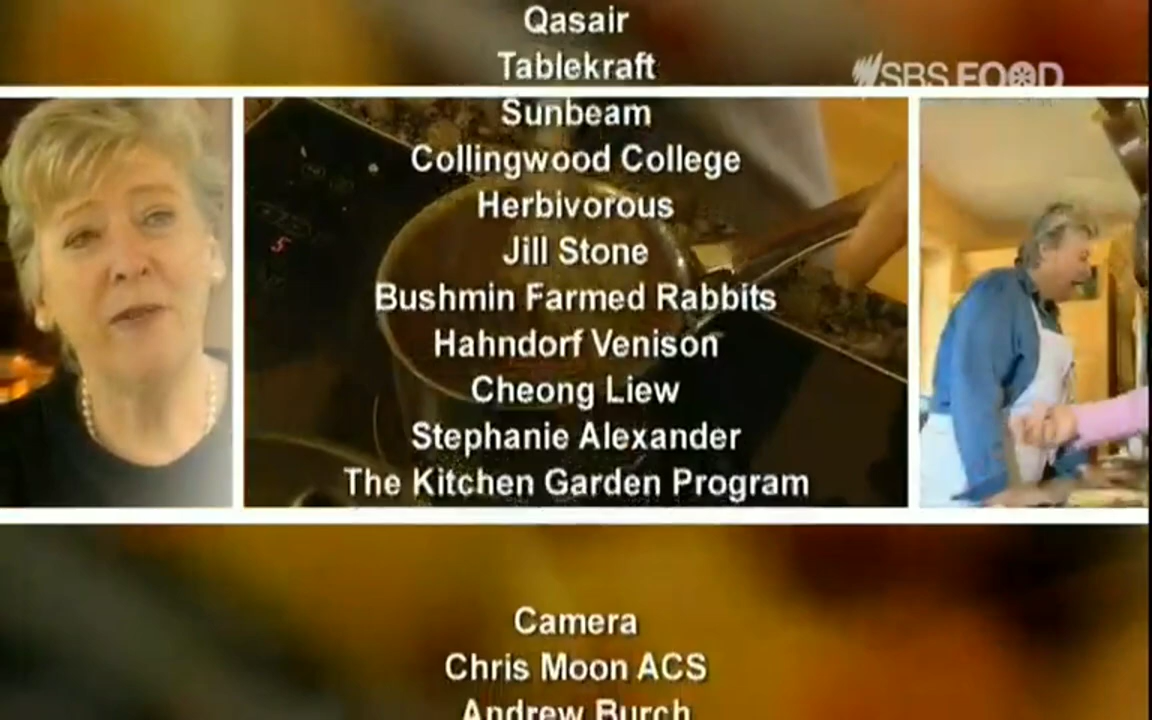 Qasair
Tablekraft
SBS FOOD
Sunbeam
Collingwood College
Herbivorous
Jill Stone
Bushmin Farmed Rabbits
Hahndorf Venison
Cheong Liew
Stephanie Alexander
The Kitchen Garden Program
Camera
Chris Moon ACS
Andrew Burch
5